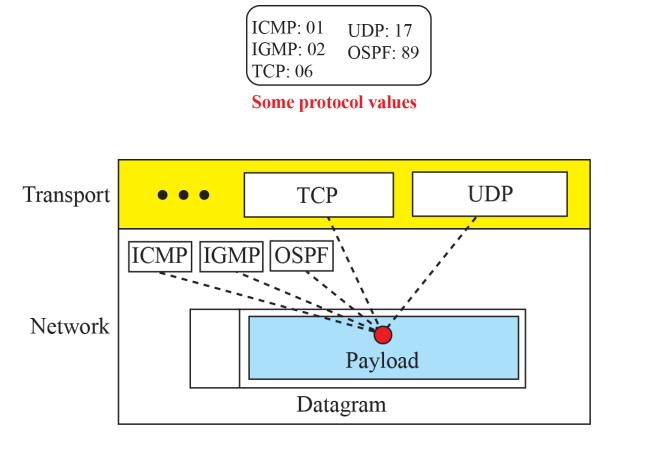 ICMP: 01 UDP: 17
IGMP: 02 OSPF: 89
TCP: 06
Some protocol values
Transport TCP UDP
ICMP IGMP OSPF
Network
Payload
Datagram